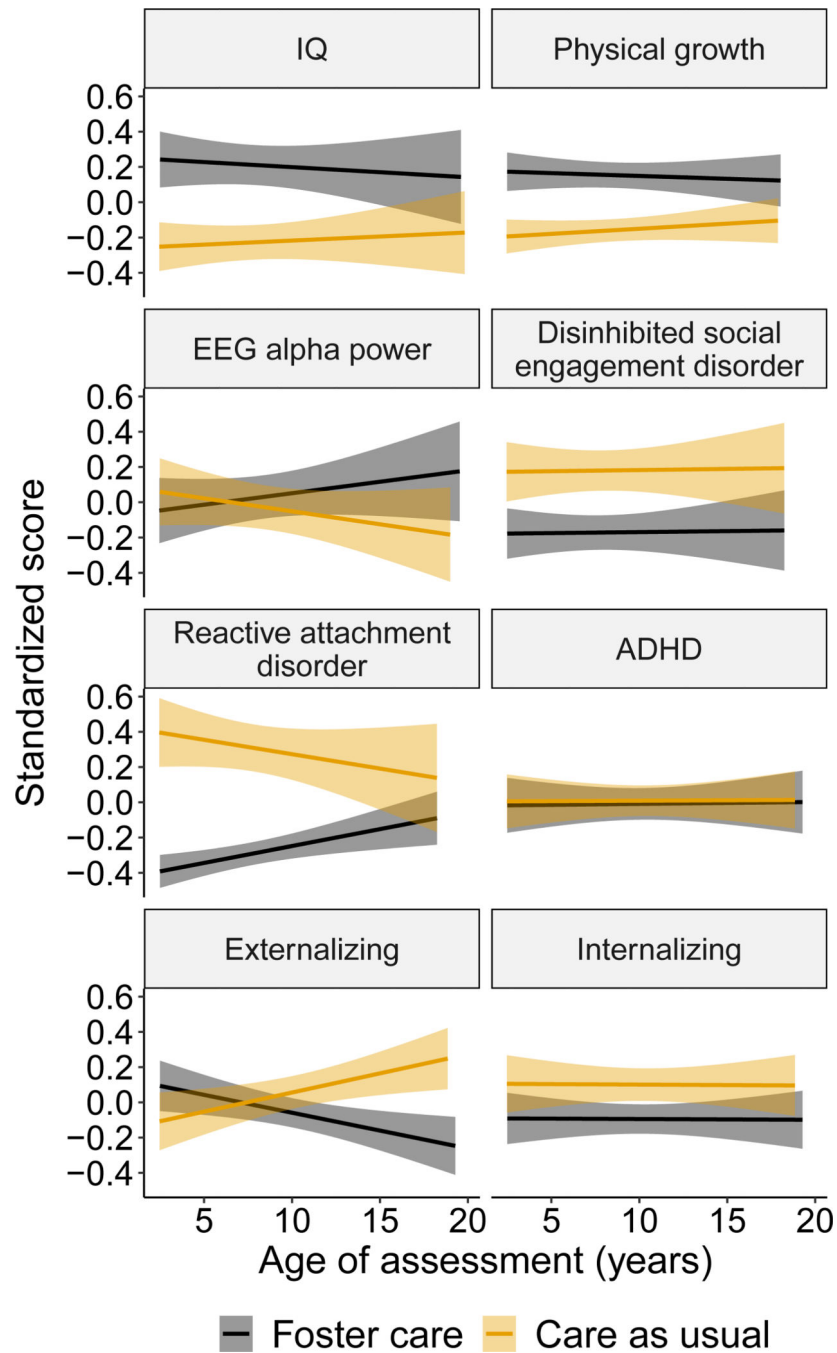 IQ
Physical growth
0.6
0.4
0.2
0.0
−0.2
−0.4
EEG alpha power
Disinhibited social
engagement disorder
0.6
0.4
0.2
0.0
−0.2
−0.4
Standardized score
Reactive attachment
disorder
ADHD
0.6
0.4
0.2
0.0
−0.2
−0.4
Externalizing
Internalizing
0.6
0.4
0.2
0.0
−0.2
−0.4
5 10 15 20
5 10 15 20
Age of assessment (years)
Foster care
Care as usual